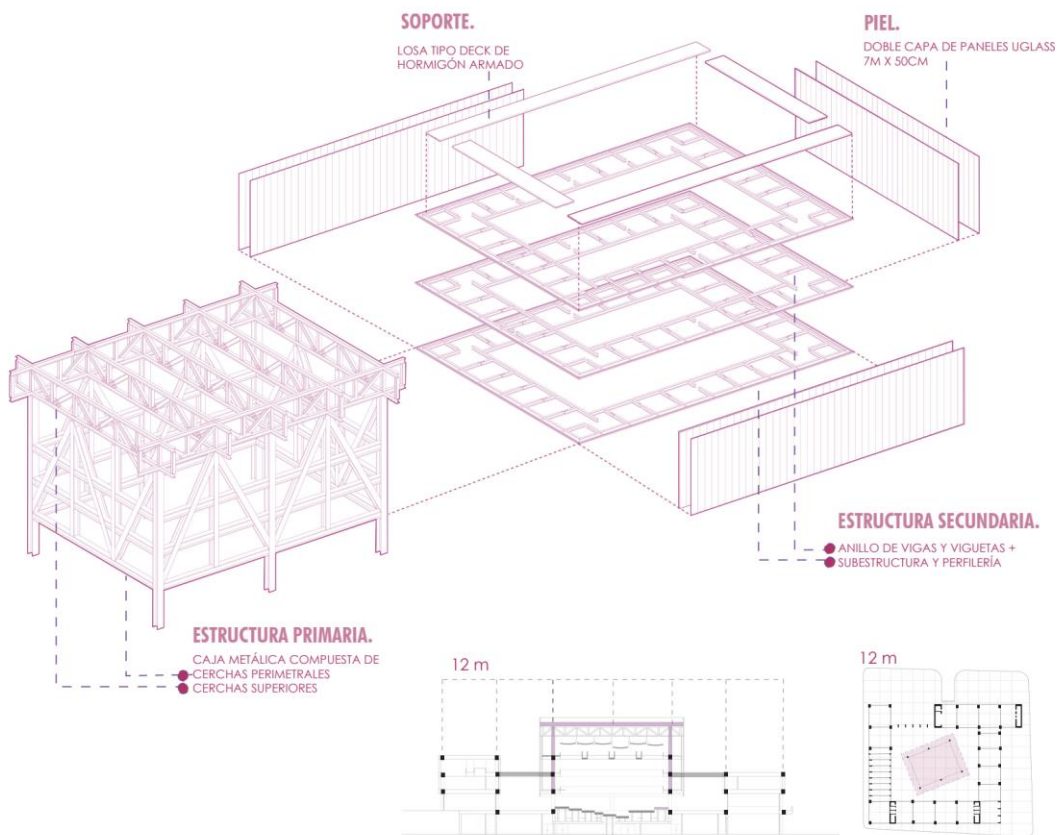 SOPORTE.
LOSA TIPO DECK DE
HORMIGÓN ARMADO
PIEL.
DOBLE CAPA DE PANELES UGLASS
7M X 50CM
ESTRUCTURA SECUNDARIA.
ANILLO DE VIGAS Y VIGUETAS +
SUBESTRUCTURA Y PERFILERÍA
ESTRUCTURA PRIMARIA.
CAJA METÁLICA COMPUESTA DE
CERCHAS PERIMETRALES
CERCHAS SUPERIORES
12 m
12 m